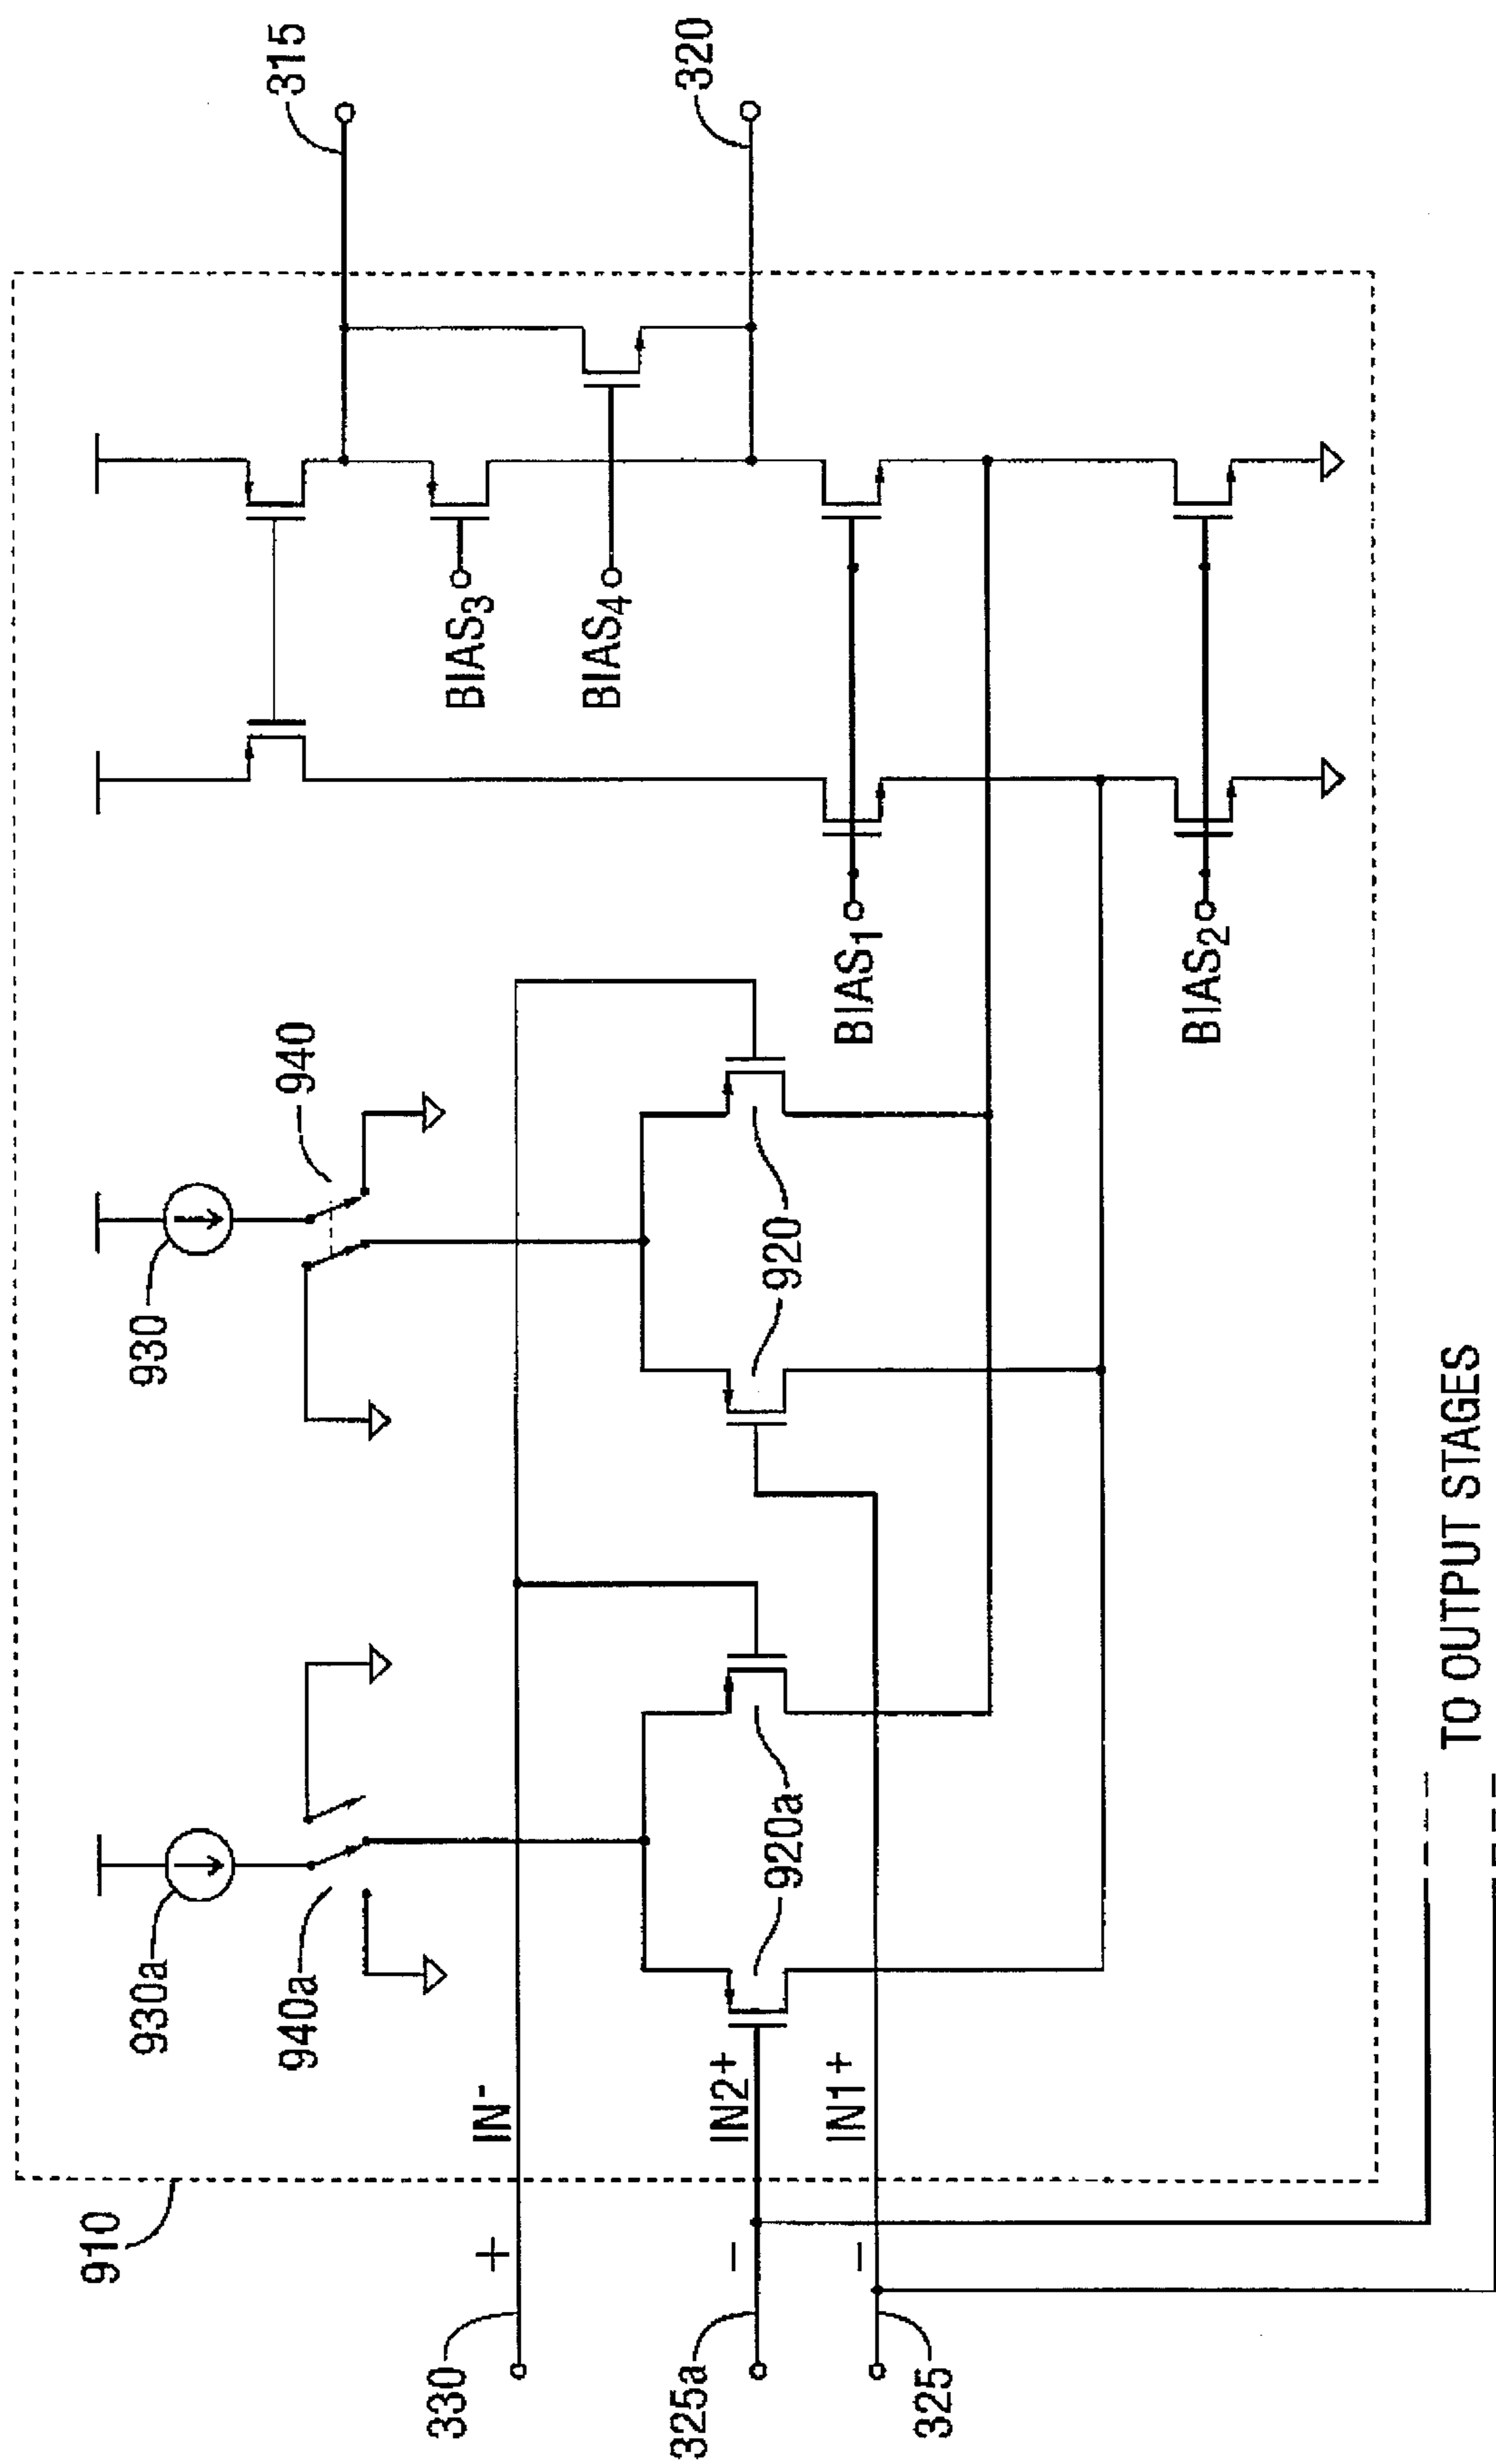 910
930a
930
940a
940
315
320
BIAS3
BIAS4
BIAS1
BIAS2
920a
920
330
+
IN-
325a
−
IN2+
325
−
IN1+
TO OUTPUT STAGES